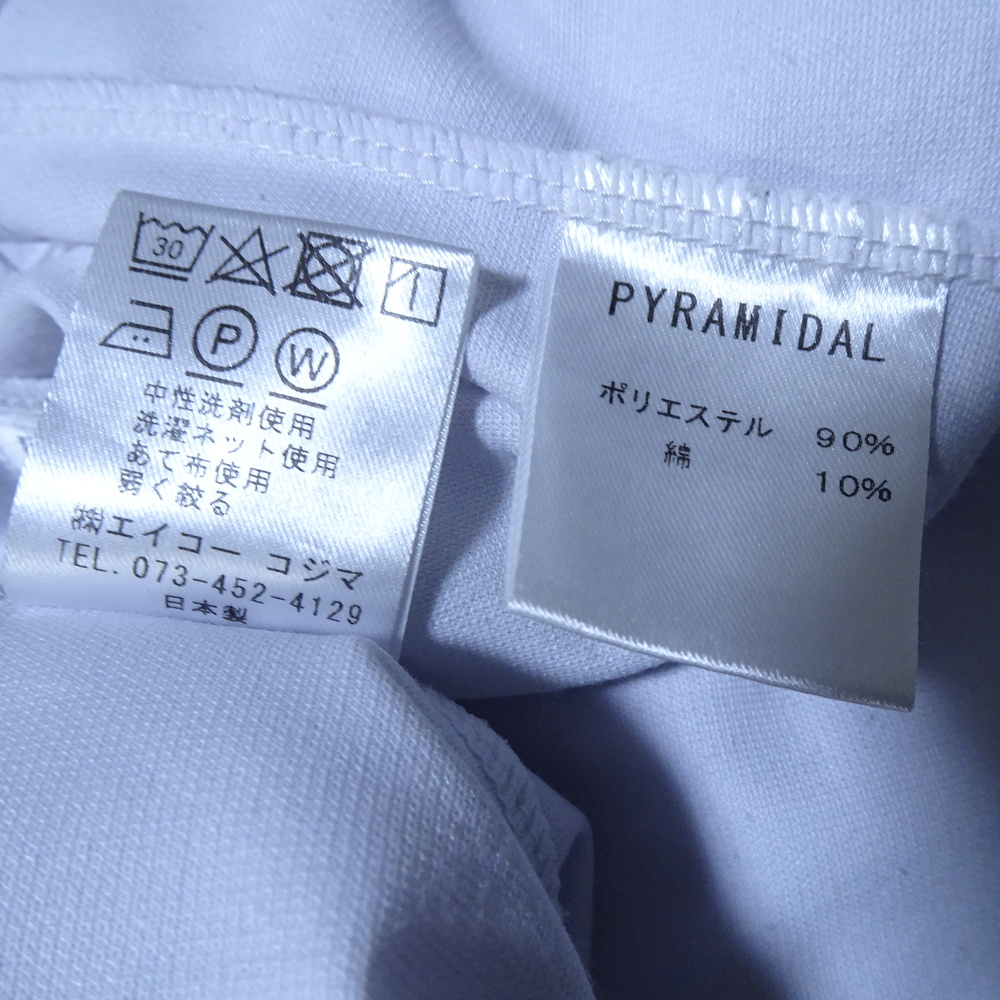 30
P
W
中性洗剤使用
洗濯ネット使用
あて布使用
弱く絞る
㈱エイコー コジマ
TEL. 073-452-4129
日本製
PYRAMIDAL
ポリエステル 90%
綿 10%